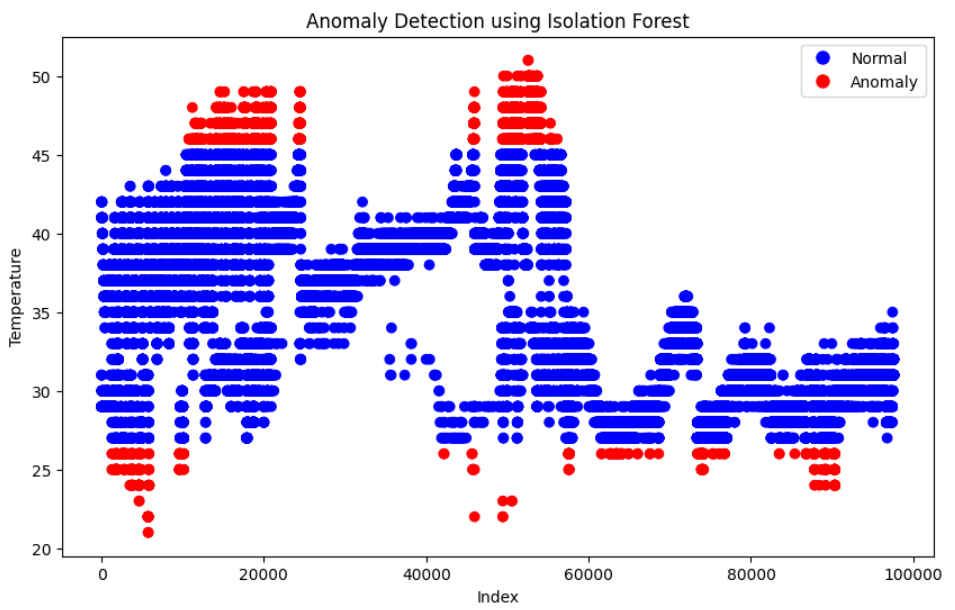 Anomaly Detection using Isolation Forest
Normal
Anomaly
Temperature
50
45
40
35
30
25
20
0 20000 40000 60000 80000 100000
Index